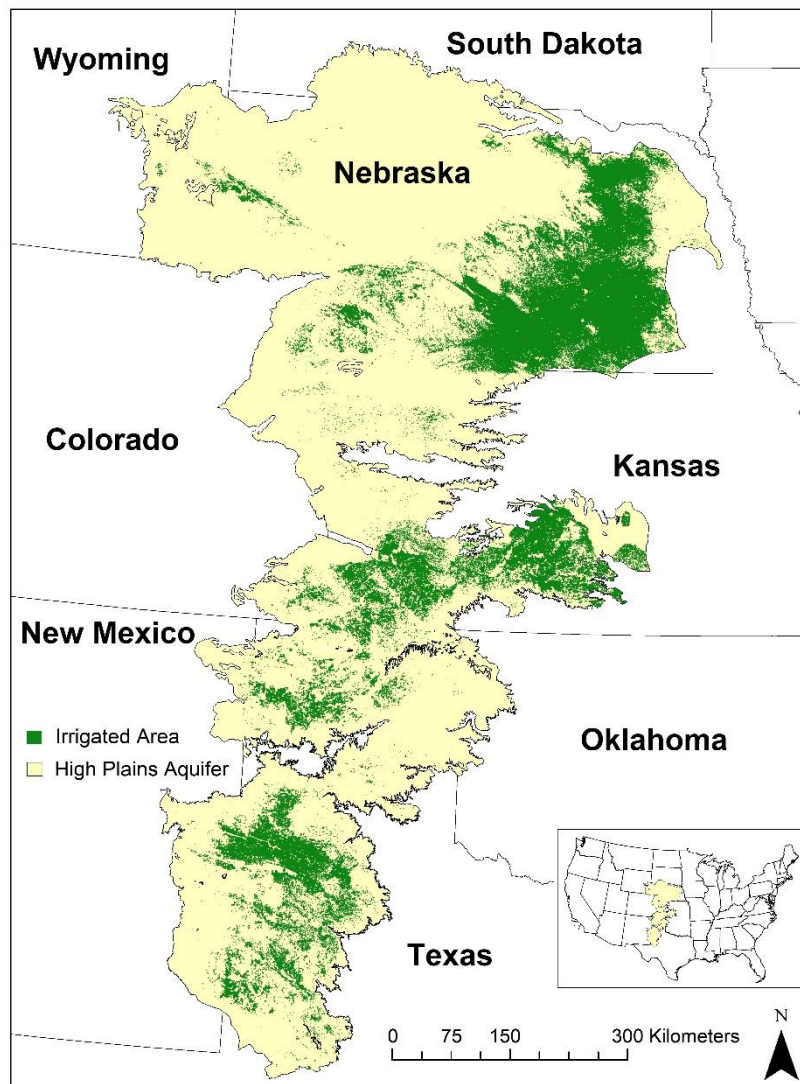 South Dakota
Wyoming
Nebraska
Colorado
Kansas
New Mexico
Irrigated Area
High Plains Aquifer
Oklahoma
Texas
N
0 75 150 300 Kilometers